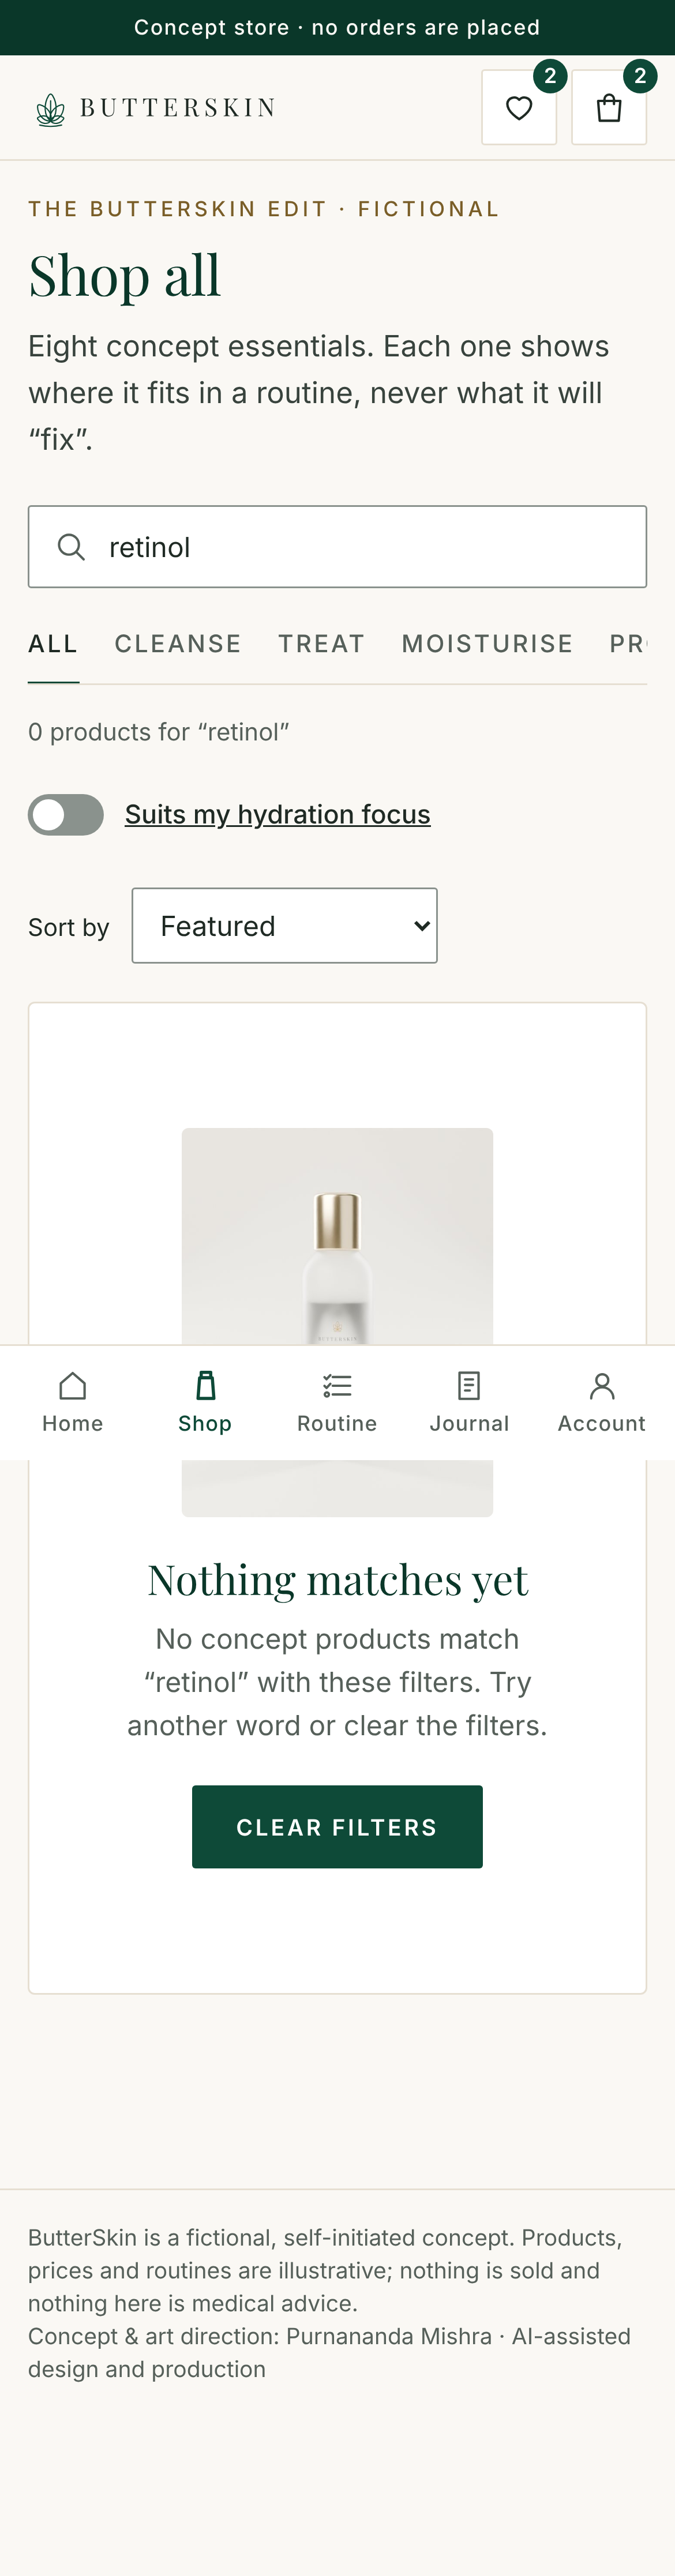 Concept store · no orders are placed
BUTTERSKIN
2
2
THE BUTTERSKIN EDIT · FICTIONAL
Shop all
Eight concept essentials. Each one shows
where it fits in a routine, never what it will
“fix”.
retinol
ALL CLEANSE TREAT MOISTURISE
0 products for “retinol”
Suits my hydration focus
Sort by Featured
BUTTERSKIN
Home Shop Routine Journal Account
Nothing matches yet
No concept products match
“retinol” with these filters. Try
another word or clear the filters.
CLEAR FILTERS
ButterSkin is a fictional, self-initiated concept. Products,
prices and routines are illustrative; nothing is sold and
nothing here is medical advice.
Concept & art direction: Purnananda Mishra · AI-assisted
design and production